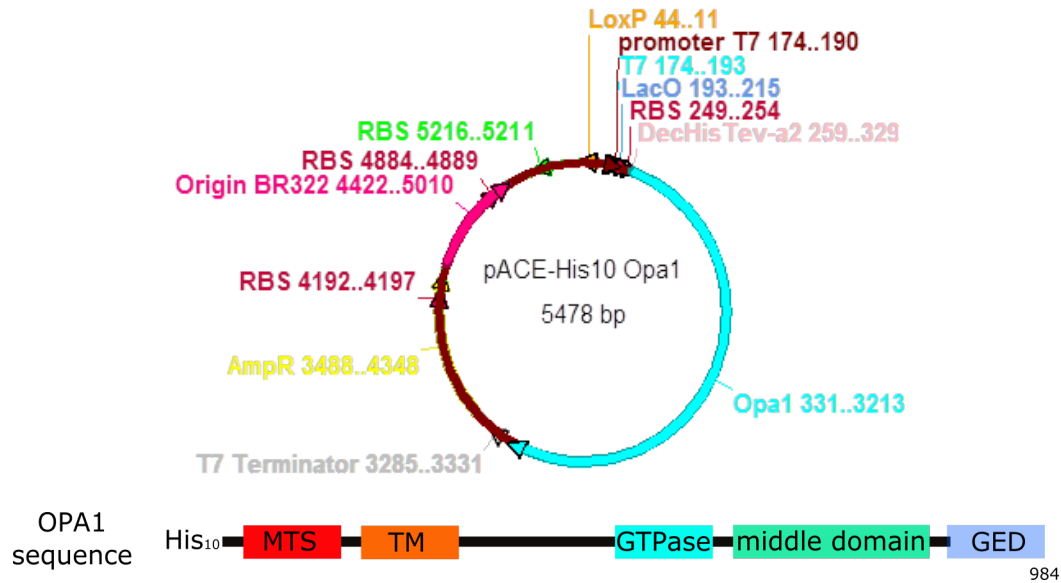 LoxP 44..11
promoter T7 174..190
T7 174..193
LacO 193..215
RBS 249..254
DecHisTev-a2 259..329
RBS 5216..5211
RBS 4884..4889
Origin BR322 4422..5010
pACE-His10 Opa1
5478 bp
RBS 4192..4197
AmpR 3488..4348
Opa1 331..3213
T7 Terminator 3285..3331
OPA1
sequence
His10 MTS TM GTPase middle domain GED
984